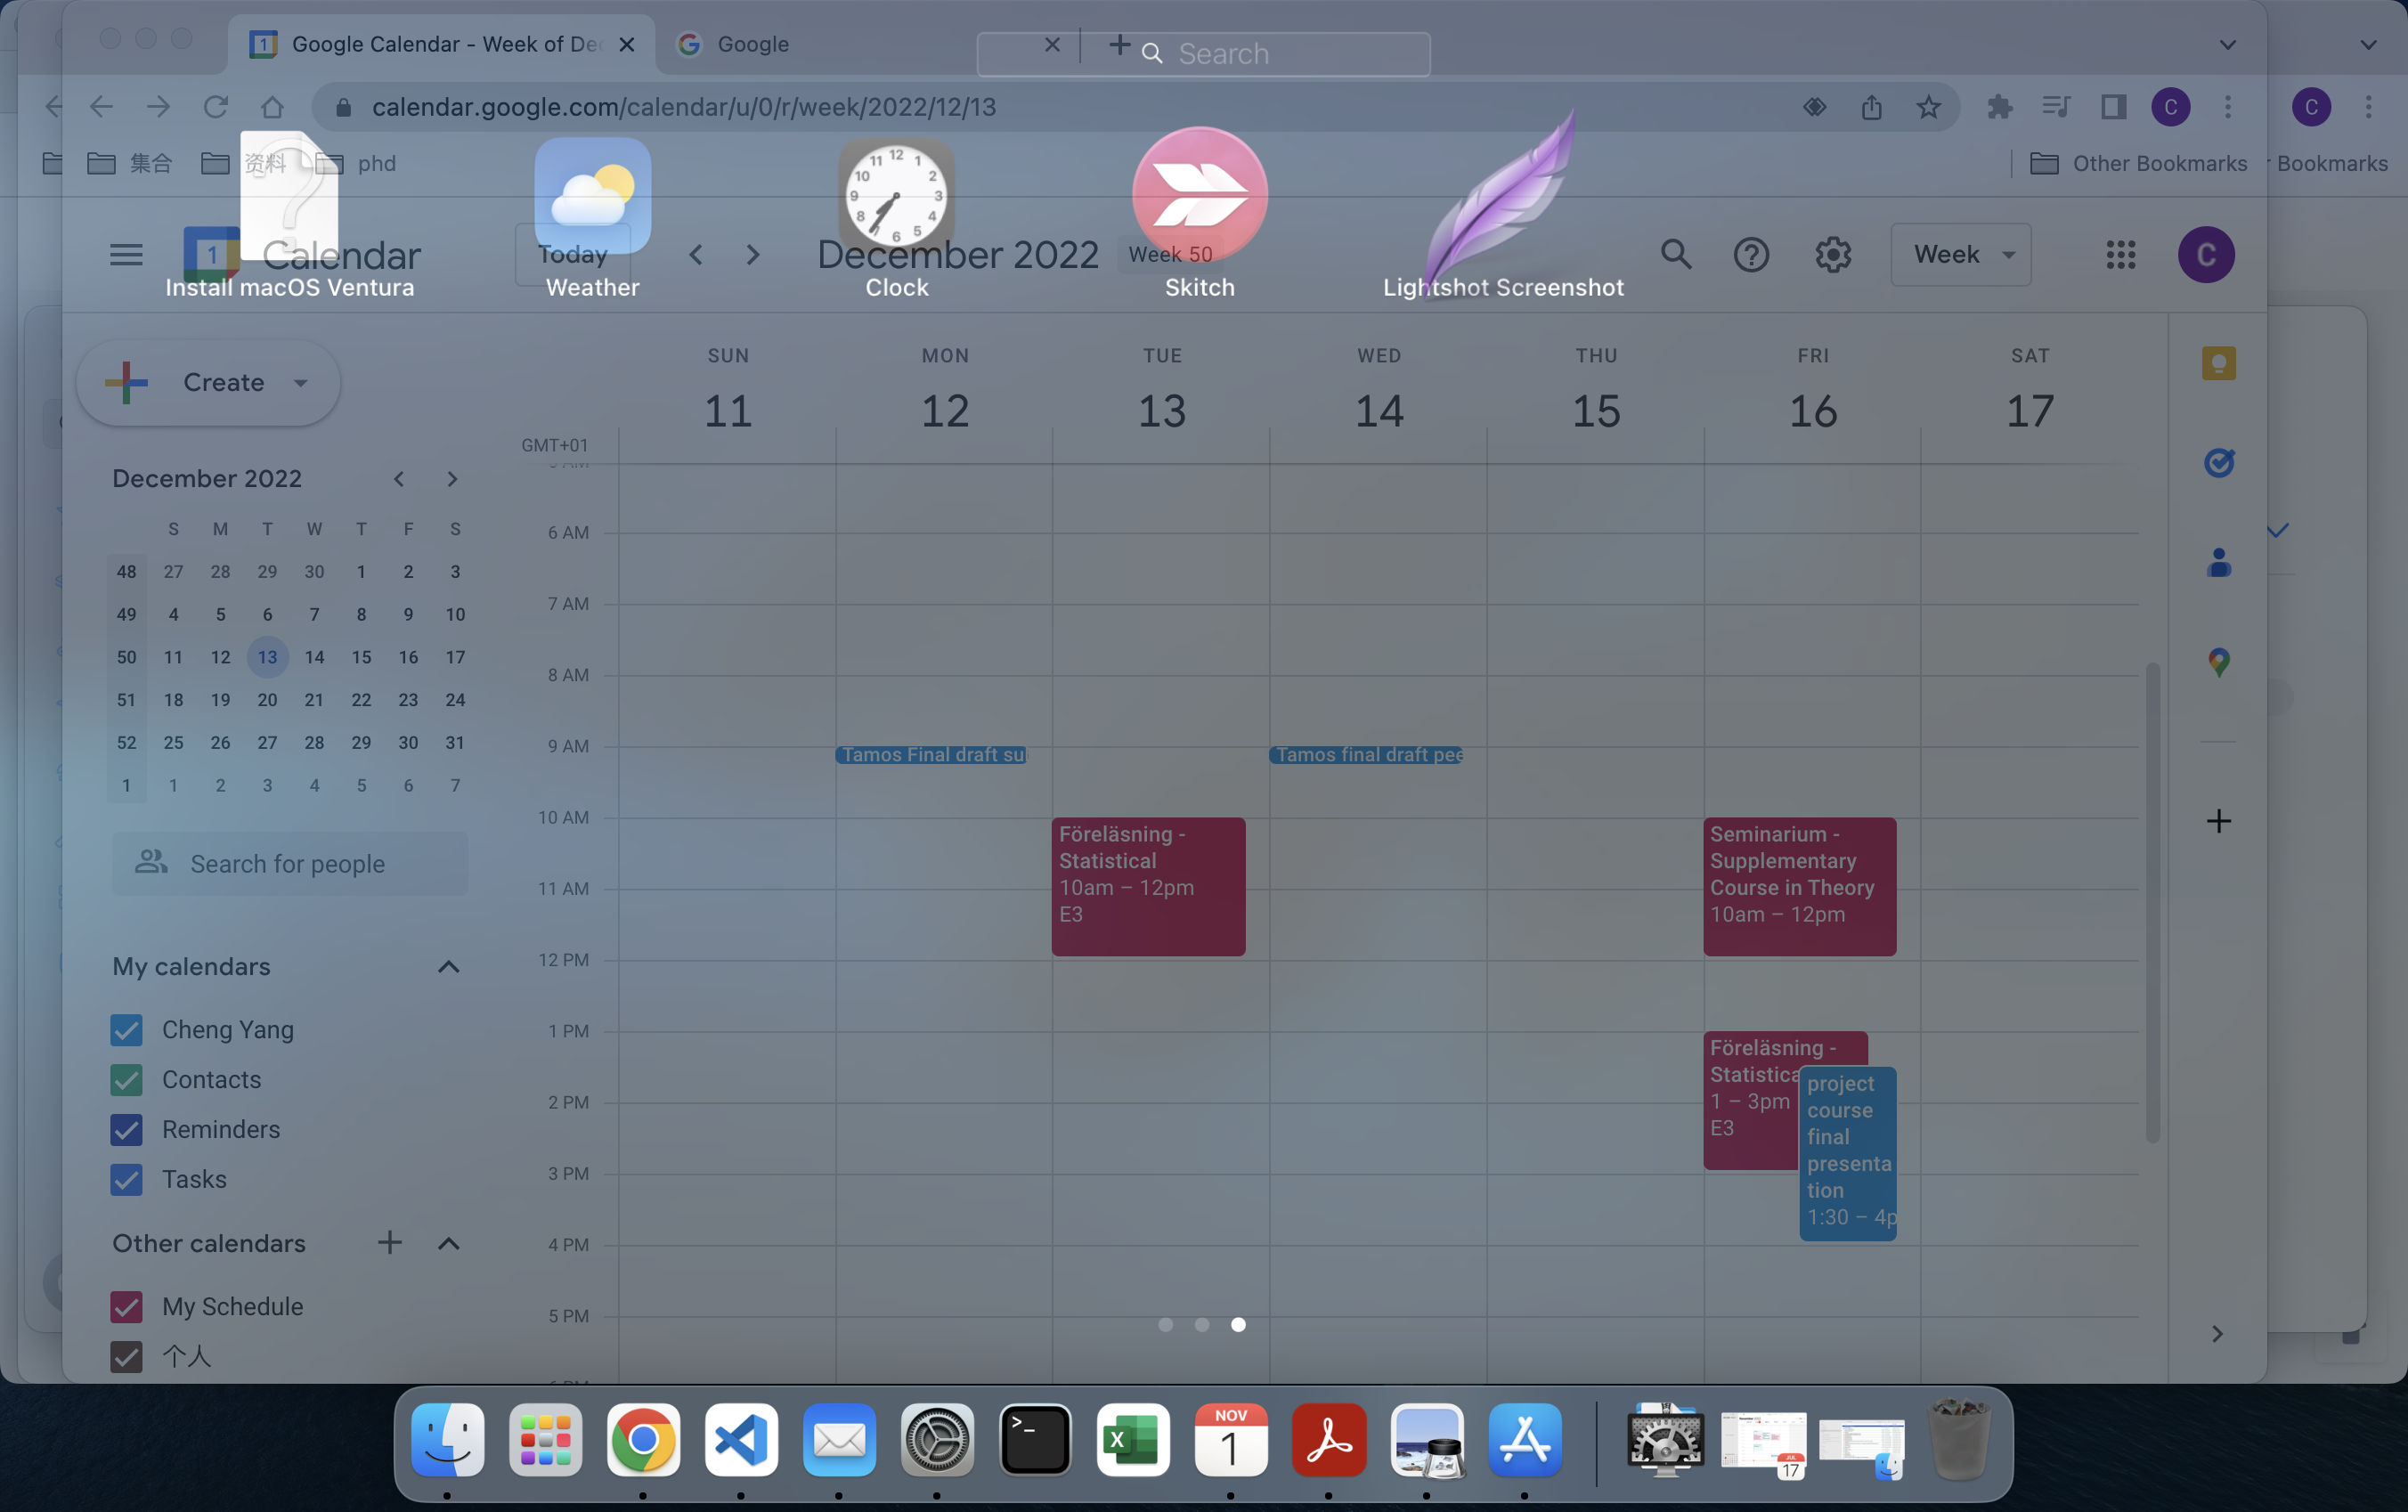 Google Calendar - Week of Dec
Google
Search
calendar.google.com/calendar/u/0/r/week/2022/12/13
C
C
集合
资料
phd
Other Bookmarks
Bookmarks
Install macOS Ventura
Weather
Clock
Skitch
Lightshot Screenshot
Calendar
Today
December 2022
Week 50
Week
C
Create
SUN
MON
TUE
WED
THU
FRI
SAT
11
12
13
14
15
16
17
GMT+01
December 2022
S M T W T F S
48 27 28 29 30 1 2 3
49 4 5 6 7 8 9 10
50 11 12 13 14 15 16 17
51 18 19 20 21 22 23 24
52 25 26 27 28 29 30 31
1 1 2 3 4 5 6 7
Search for people
My calendars
Cheng Yang
Contacts
Reminders
Tasks
Other calendars
My Schedule
个人
6 AM
7 AM
8 AM
9 AM
10 AM
11 AM
12 PM
1 PM
2 PM
3 PM
4 PM
5 PM
Tamos Final draft su
Föreläsning -
Statistical
10am – 12pm
E3
Tamos final draft pee
Seminarium -
Supplementary
Course in Theory
10am – 12pm
Föreläsning -
Statistica
1 – 3pm
E3
project
course
final
presenta
tion
1:30 – 4p
NOV
1
JUL
17